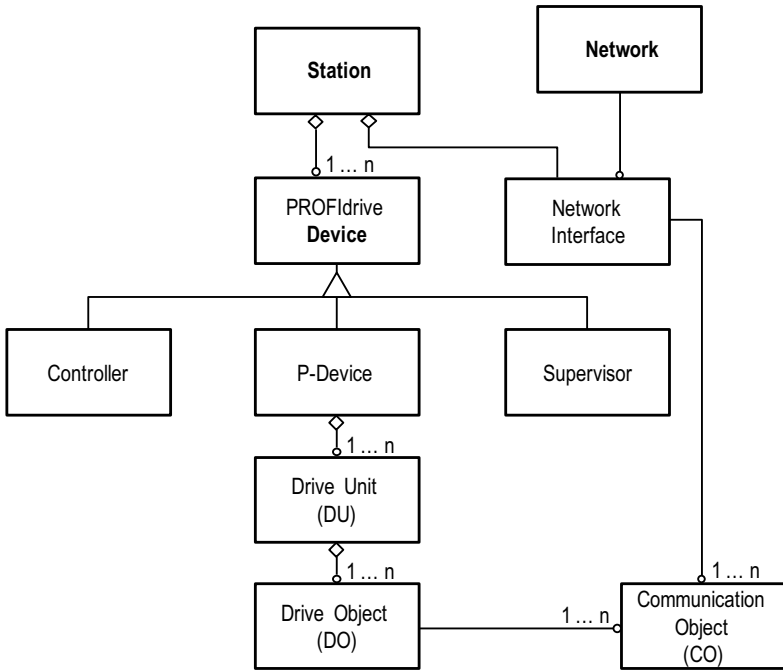 Station
Network
1 ... n
PROFIdrive
Device
Network
Interface
Controller
P-Device
Supervisor
1 ... n
Drive Unit
(DU)
1 ... n
1 ... n
Drive Object
(DO)
1 ... n
Communication
Object
(CO)